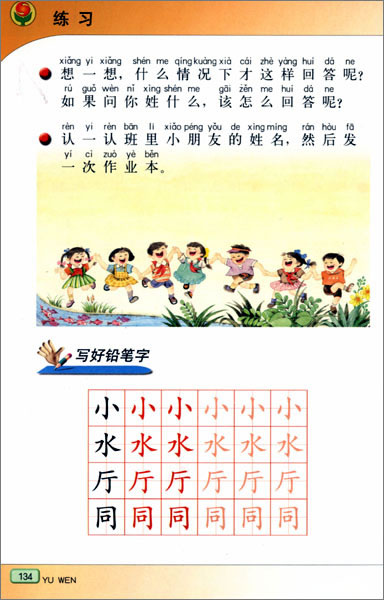 练习
xiǎng yi xiǎng shén me qíng kuàng xià cái zhè yàng huí dá ne
想一想，什么情况下才这样回答呢？
rú guǒ wèn nǐ xìng shén me gāi zěn me huí dá ne
如果问你姓什么，该怎么回答呢？
rèn yi rèn bān lǐ xiǎo péng yǒu de xìng míng rán hòu fā
认一认班里小朋友的姓名，然后发
yí cì zuò yè běn
一次作业本。
写好铅笔字
小小小小小小
水水水水水水
厅厅厅厅厅厅
同同同同同同
134 YU WEN